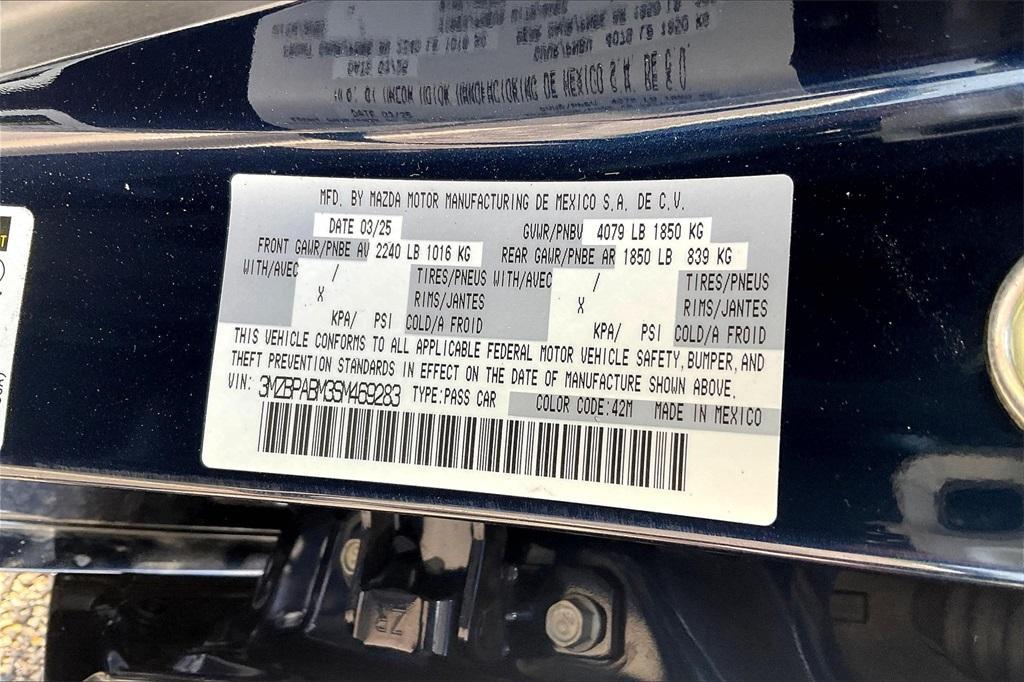 MFD. BY MAZDA MOTOR MANUFACTURING DE MEXICO S.A. DE C.V.
DATE 03/25 GVWR/PNBV 4079 LB 1850 KG
FRONT GAWR/PNBE AV 2240 LB 1016 KG REAR GAWR/PNBE AR 1850 LB 839 KG
WITH/AVEC / TIRES/PNEUS WITH/AVEC / TIRES/PNEUS
X RIMS/JANTES X RIMS/JANTES
KPA/ PSI COLD/A FROID KPA/ PSI COLD/A FROID
THIS VEHICLE CONFORMS TO ALL APPLICABLE FEDERAL MOTOR VEHICLE SAFETY, BUMPER, AND
THEFT PREVENTION STANDARDS IN EFFECT ON THE DATE OF MANUFACTURE SHOWN ABOVE.
VIN: 3MZBPABM3SM469283 TYPE:PASS CAR COLOR CODE:42M MADE IN MEXICO